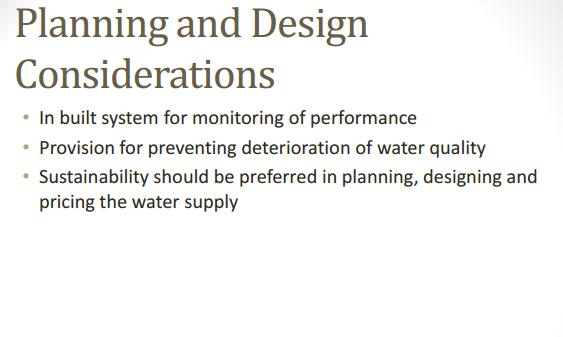 Planning and Design
Considerations
• In built system for monitoring of performance
• Provision for preventing deterioration of water quality
• Sustainability should be preferred in planning, designing and
pricing the water supply